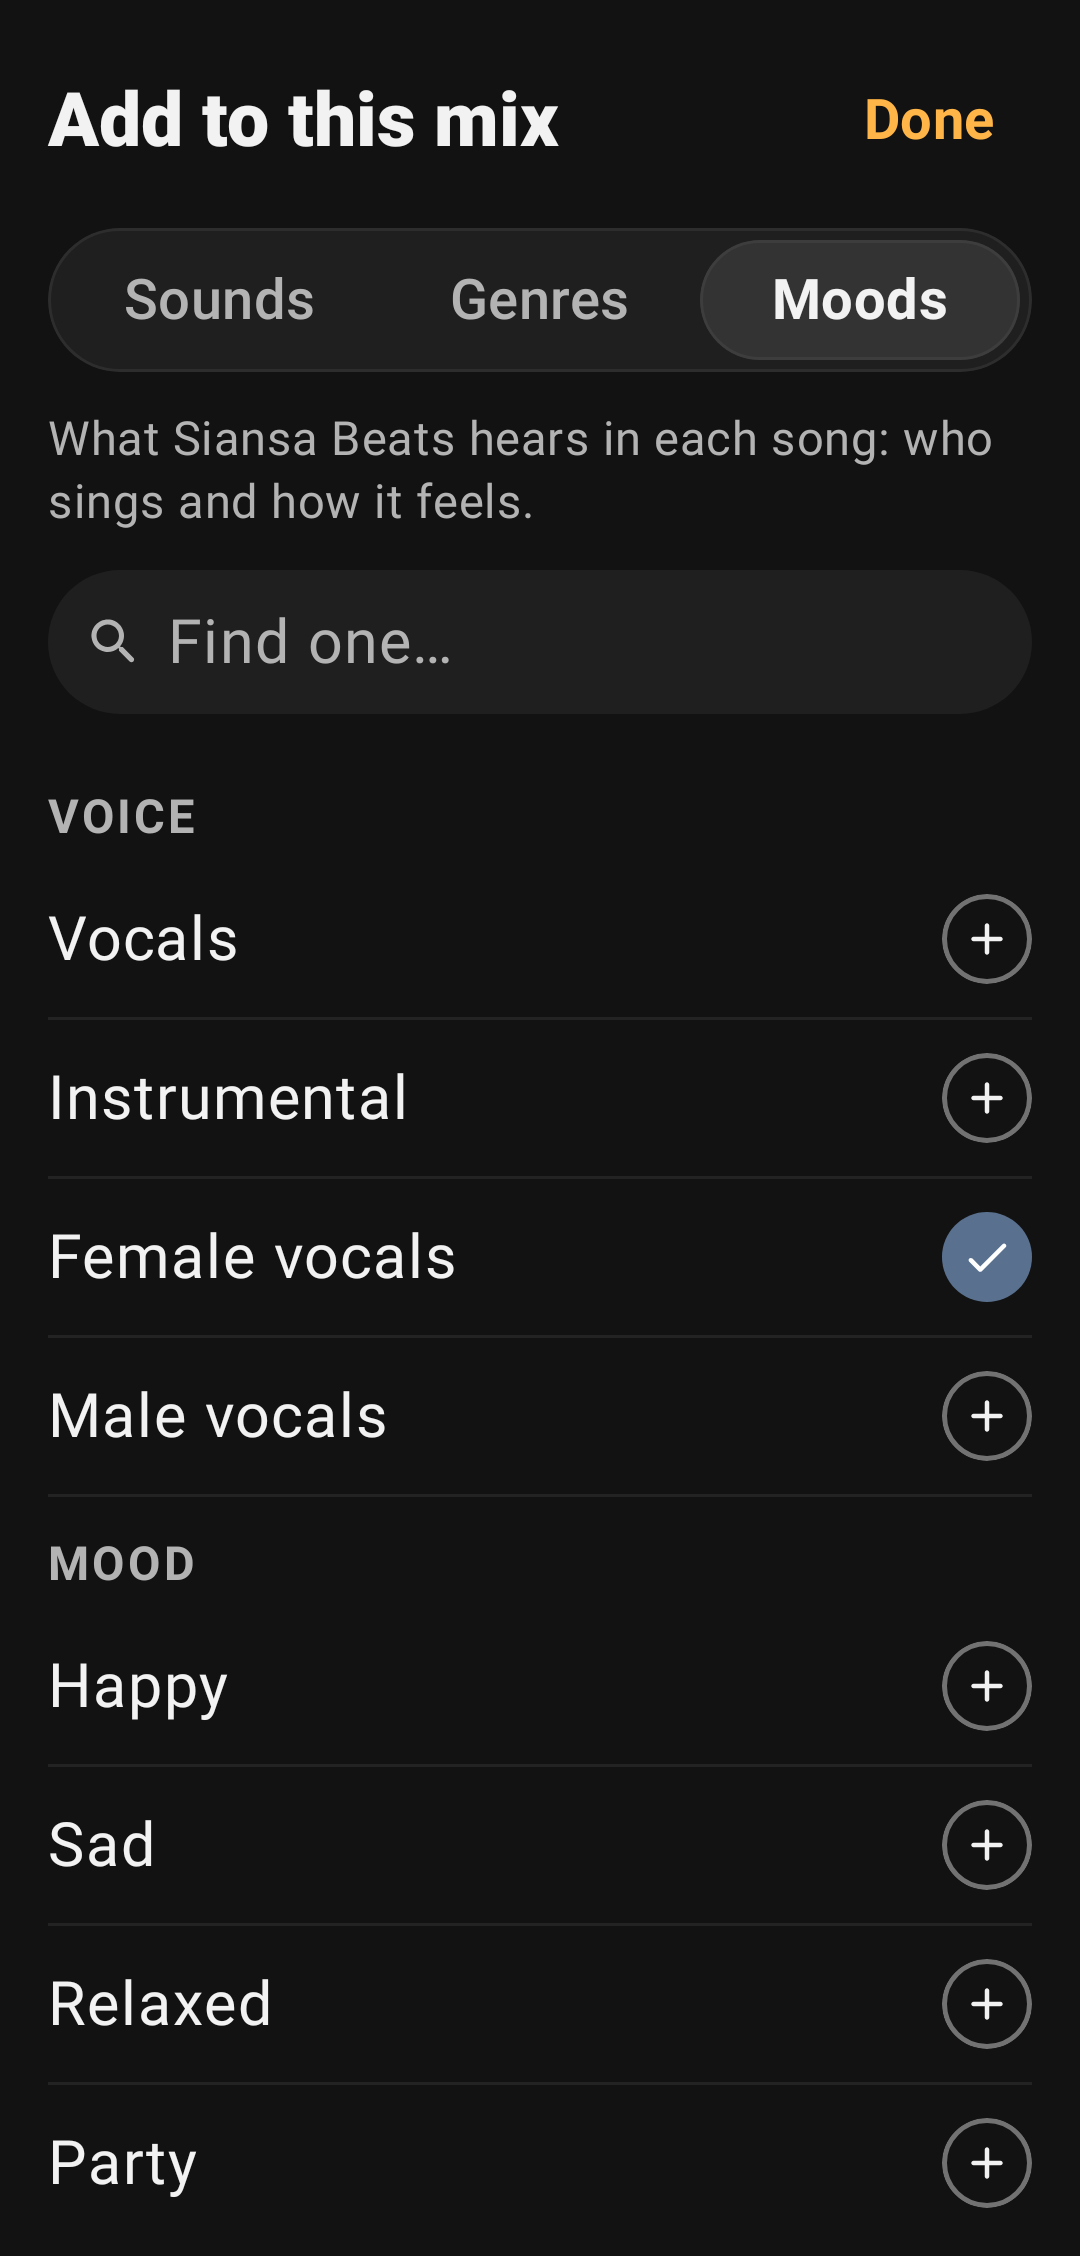 Add to this mix
Done
Sounds
Genres
Moods
What Siansa Beats hears in each song: who
sings and how it feels.
Find one…
VOICE
Vocals
Instrumental
Female vocals
Male vocals
MOOD
Happy
Sad
Relaxed
Party